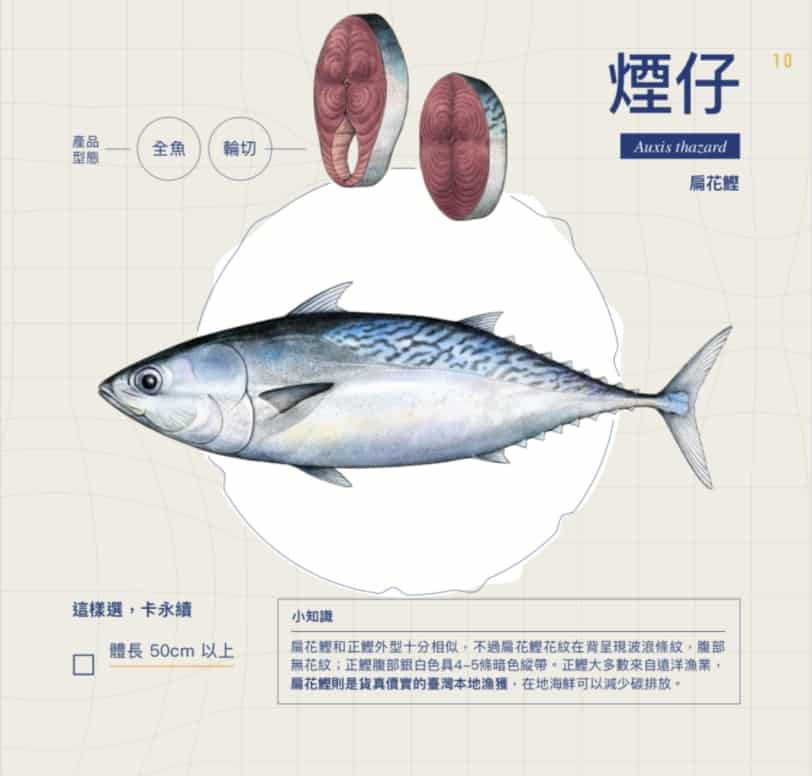 10
煙仔
Auxis thazard
扁花鰹
產品
型態
全魚
輪切
這樣選，卡永續
體長 50cm 以上
小知識
扁花鰹和正鰹外型十分相似，不過扁花鰹花紋在背呈現波浪條紋，腹部
無花紋；正鰹腹部銀白色具4–5條暗色縱帶。正鰹大多數來自遠洋漁業，
扁花鰹則是貨真價實的臺灣本地漁獲，在地海鮮可以減少碳排放。